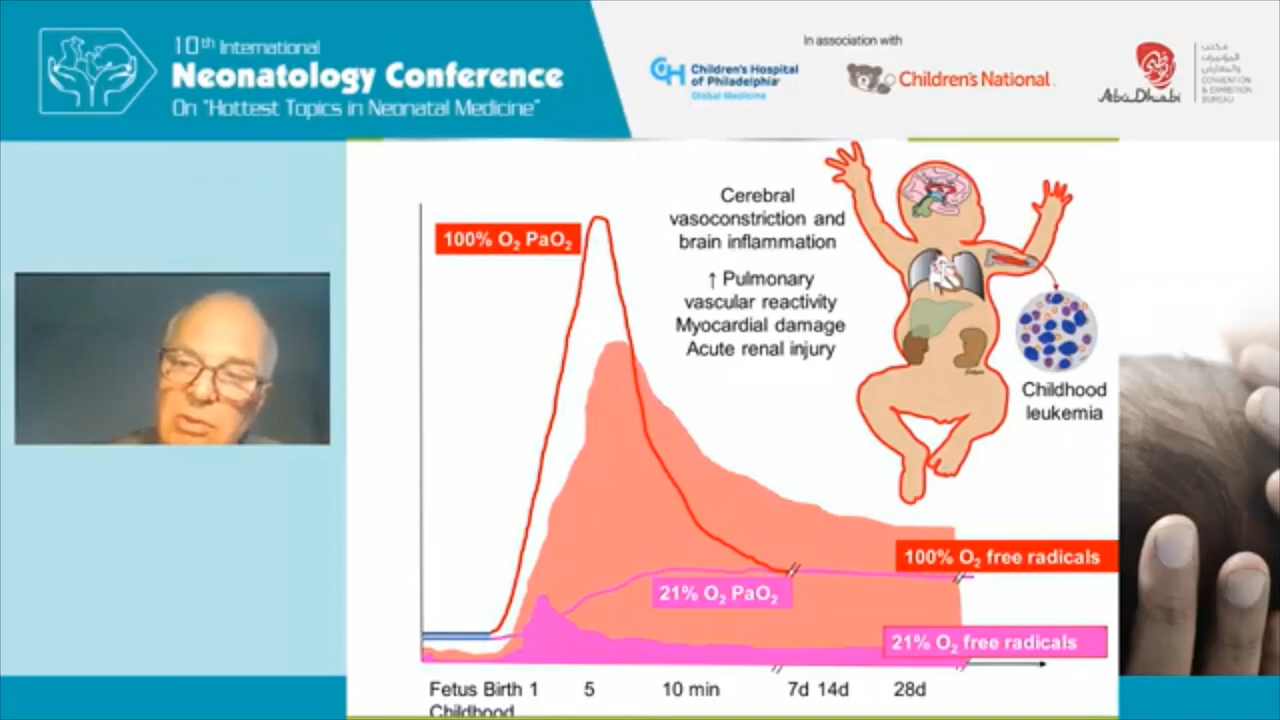 10th International
Neonatology Conference
On "Hottest Topics in Neonatal Medicine"
In association with
Children's Hospital
of Philadelphia
Global Medicine
Children's National
Abu Dhabi
CONVENTION
& EXHIBITION
BUREAU
100% O₂ PaO₂
Cerebral
vasoconstriction and
brain inflammation
↑ Pulmonary
vascular reactivity
Myocardial damage
Acute renal injury
Childhood
leukemia
100% O₂ free radicals
21% O₂ PaO₂
21% O₂ free radicals
Fetus Birth 1 5 10 min 7d 14d 28d
Childhood